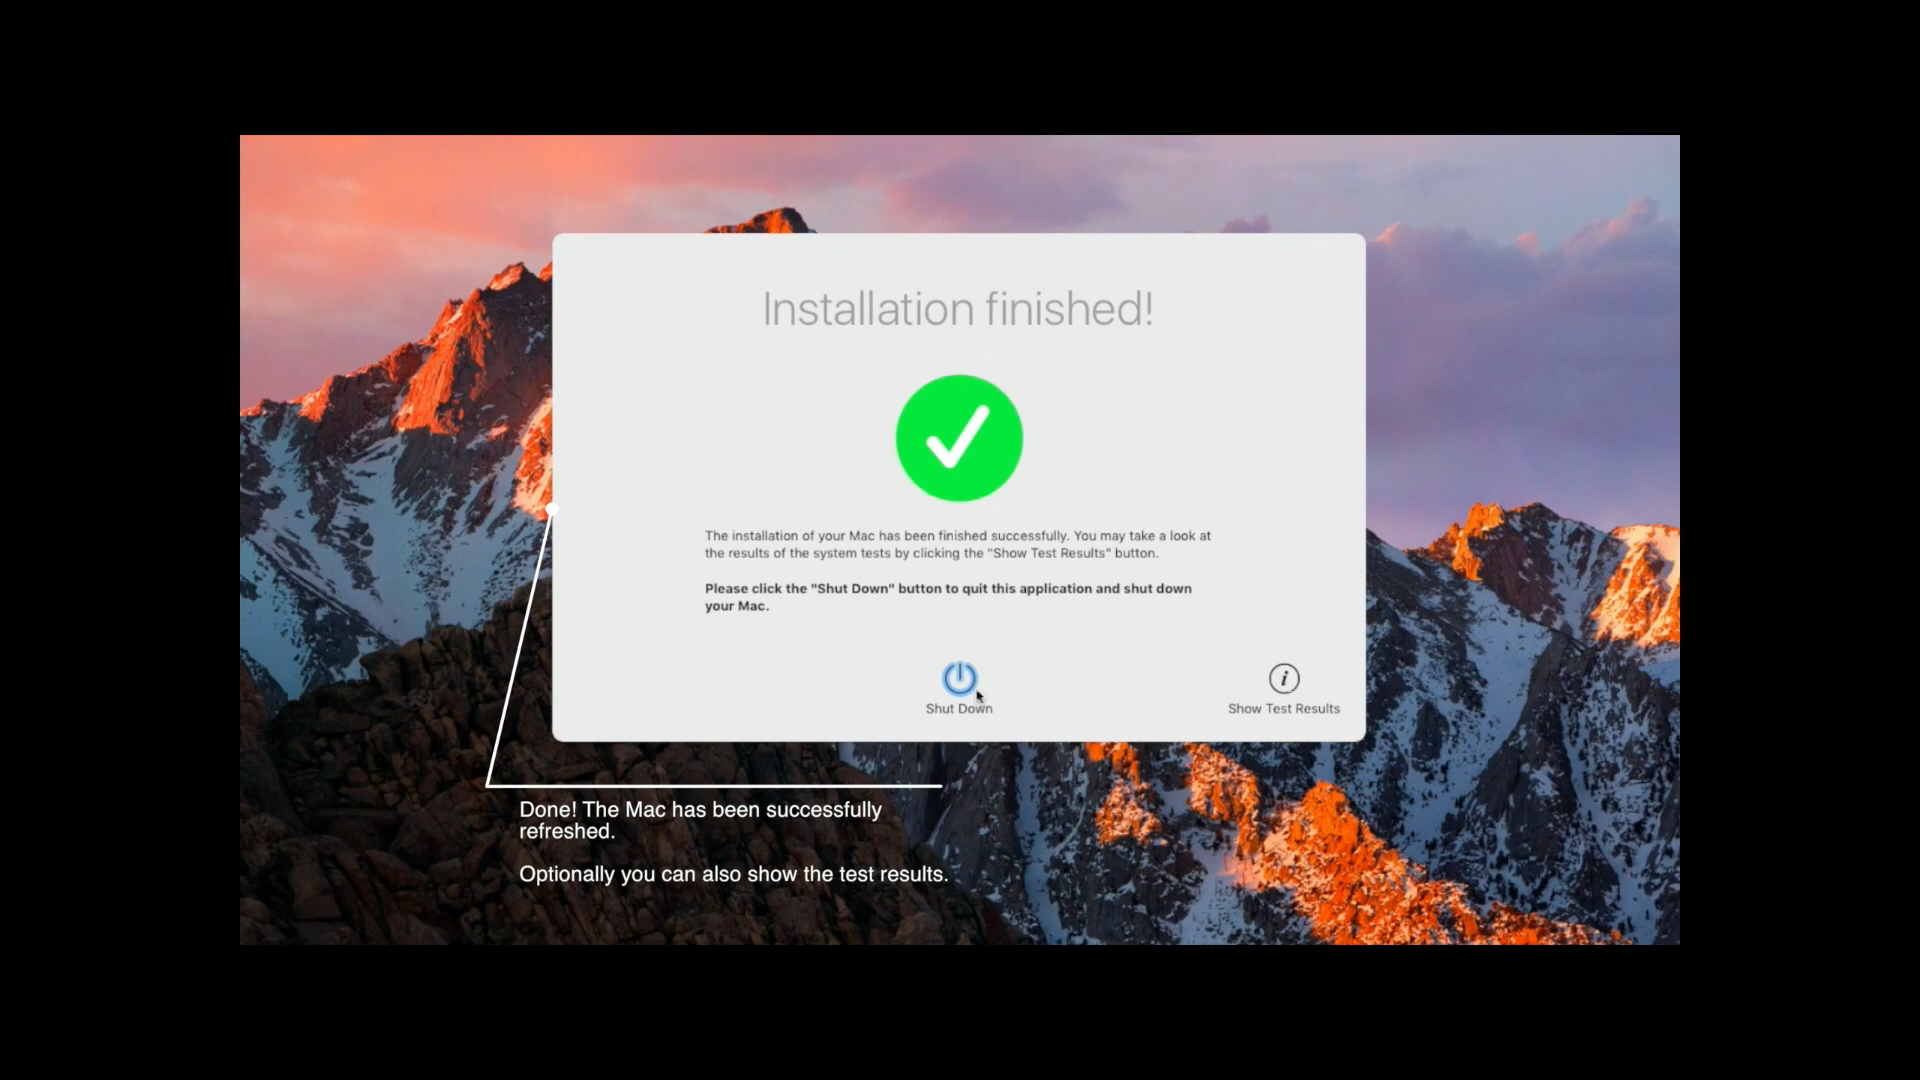 Installation finished!
The installation of your Mac has been finished successfully. You may take a look at
the results of the system tests by clicking the "Show Test Results" button.
Please click the "Shut Down" button to quit this application and shut down
your Mac.
Shut Down
i
Show Test Results
Done! The Mac has been successfully
refreshed.
Optionally you can also show the test results.